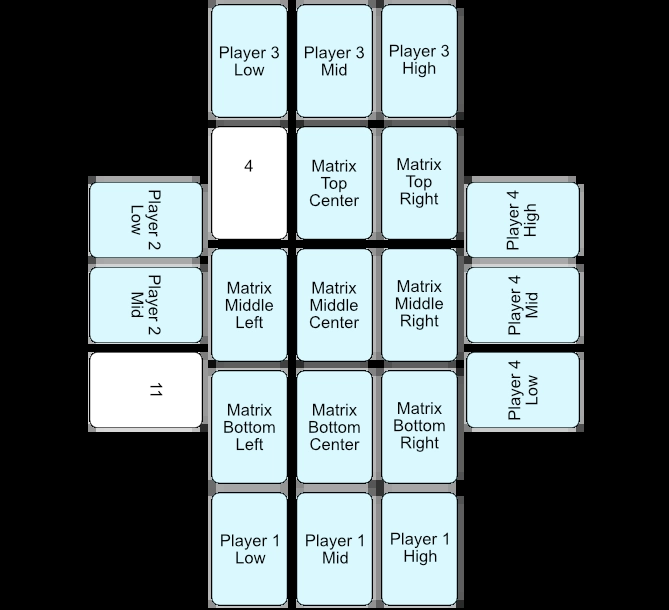 Player 3
Low
Player 3
Mid
Player 3
High
4
Matrix
Top
Center
Matrix
Top
Right
Player 2
Low
Player 4
High
Matrix
Middle
Left
Matrix
Middle
Center
Matrix
Middle
Right
Player 2
Mid
Player 4
Mid
11
Player 4
Low
Matrix
Bottom
Left
Matrix
Bottom
Center
Matrix
Bottom
Right
Player 1
Low
Player 1
Mid
Player 1
High